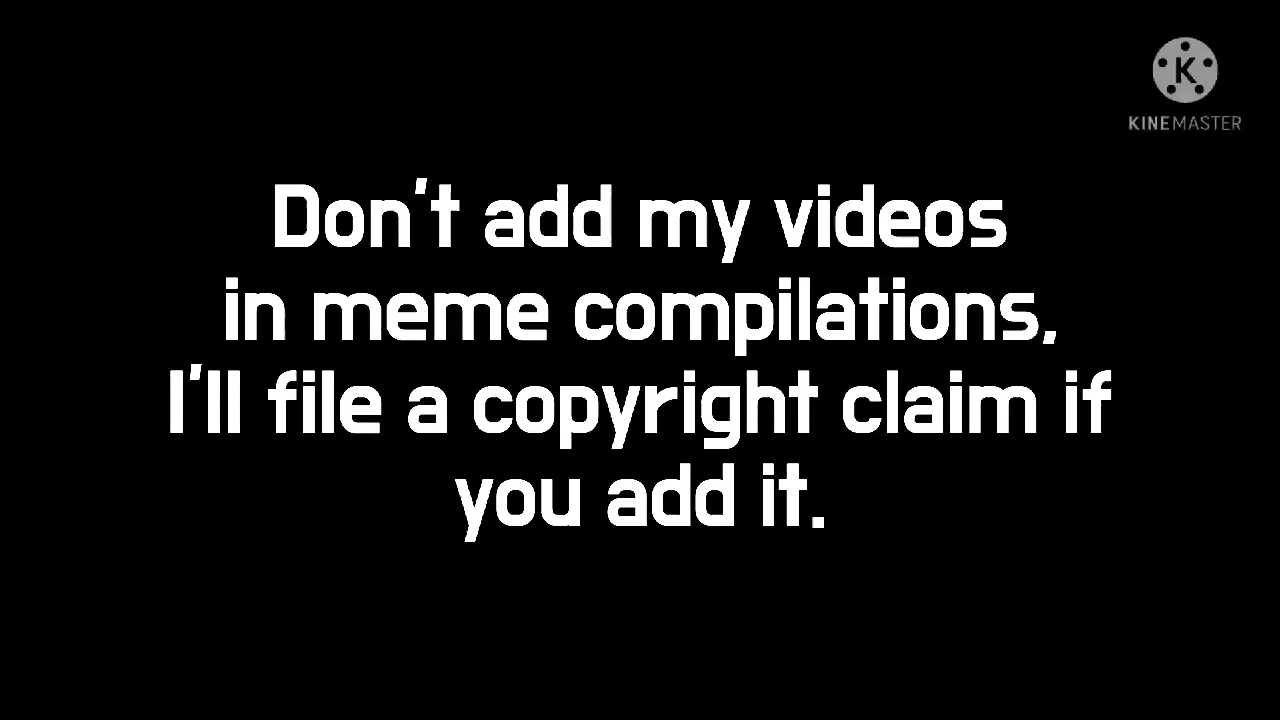 K
KINEMASTER
Don't add my videos
in meme compilations,
I'll file a copyright claim if
you add it.